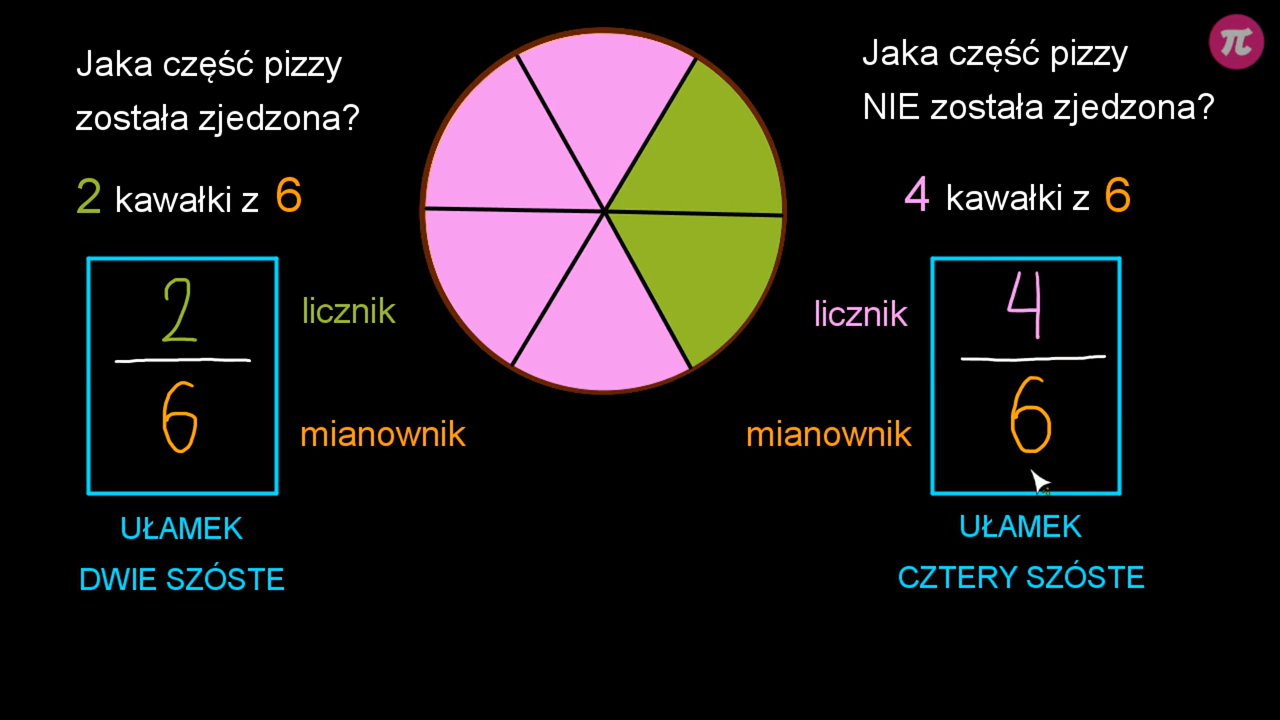 Jaka część pizzy
została zjedzona?
2 kawałki z 6
2
6
licznik
mianownik
UŁAMEK
DWIE SZÓSTE
Jaka część pizzy
NIE została zjedzona?
4 kawałki z 6
licznik
mianownik
4
6
UŁAMEK
CZTERY SZÓSTE
π